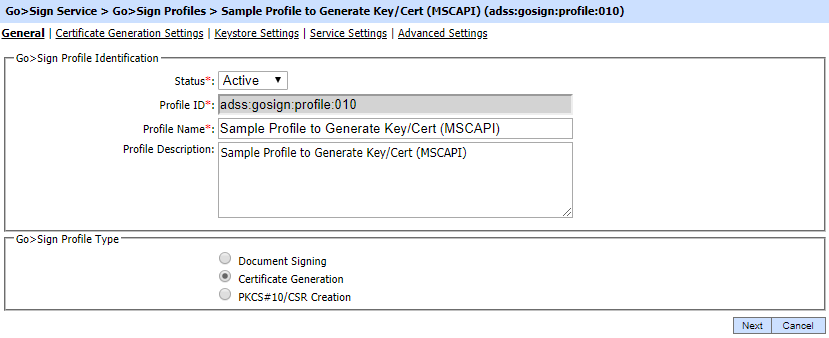 Go>Sign Service > Go>Sign Profiles > Sample Profile to Generate Key/Cert (MSCAPI) (adss:gosign:profile:010)
General | Certificate Generation Settings | Keystore Settings | Service Settings | Advanced Settings
Go>Sign Profile Identification
Status*: Active
Profile ID*: adss:gosign:profile:010
Profile Name*: Sample Profile to Generate Key/Cert (MSCAPI)
Profile Description: Sample Profile to Generate Key/Cert (MSCAPI)
Go>Sign Profile Type
Document Signing
Certificate Generation
PKCS#10/CSR Creation
Next Cancel